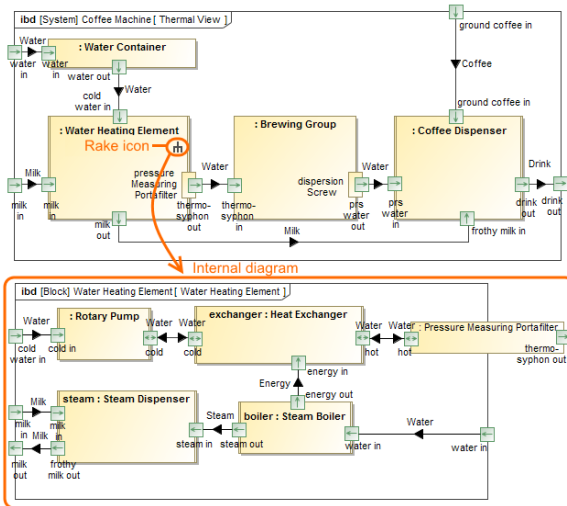 ibd [System] Coffee Machine [ Thermal View ]
ground coffee in
Water
water
in
water
in
: Water Container
water out
Water
Coffee
cold
water in
ground coffee in
: Water Heating Element
Rake icon
: Brewing Group
: Coffee Dispenser
pressure
Measuring
Portafilter
Water
dispersion
Screw
Water
Milk
milk
in
milk
in
thermo-
syphon
out
thermo-
syphon
in
prs
water
out
prs
water
in
Drink
drink
out
drink
out
milk
out
Milk
frothy milk in
Internal diagram
ibd [Block] Water Heating Element [ Water Heating Element ]
Water
cold
water in
cold in
: Rotary Pump
Water
cold
Water
cold
exchanger : Heat Exchanger
Water
hot
Water
hot
: Pressure Measuring Portafilter
thermo-
syphon out
energy in
Energy
energy out
steam : Steam Dispenser
Milk
milk
in
milk
in
Milk
milk
out
frothy
milk out
Steam
steam in
steam out
boiler : Steam Boiler
water in
Water
water in